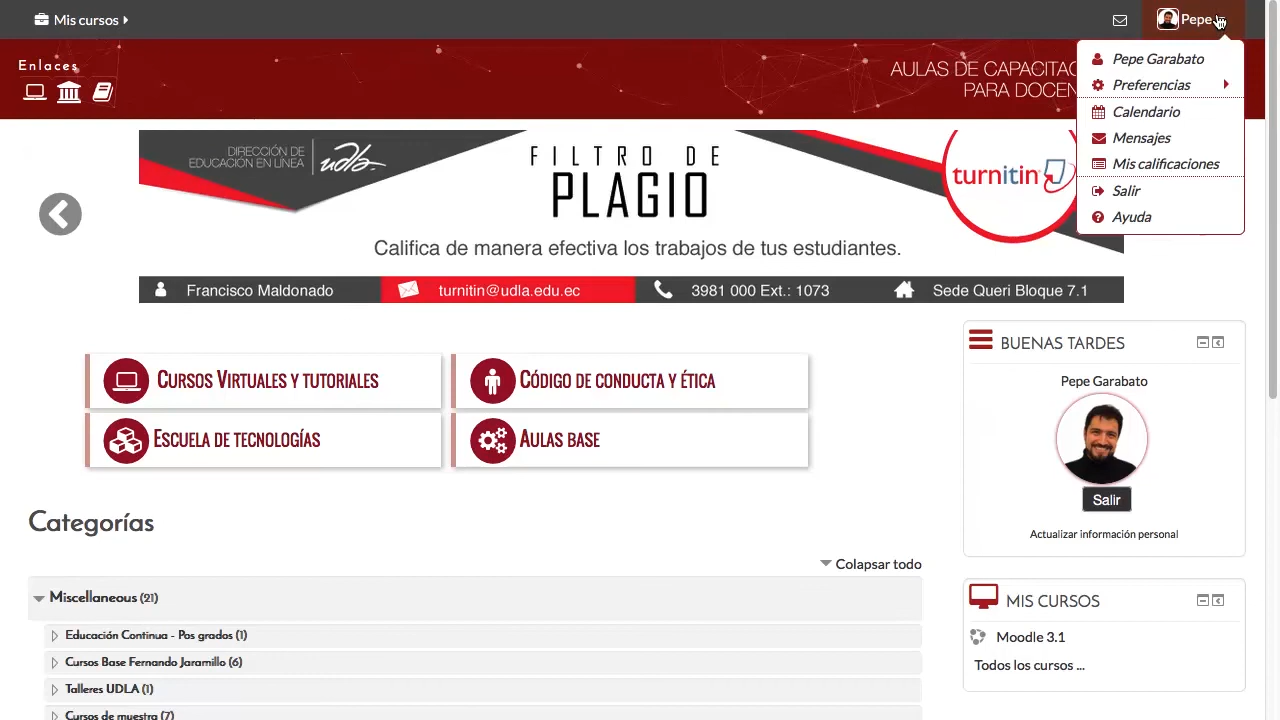 Mis cursos
Pepe
Enlaces
AULAS DE CAPACITAC
PARA DOCEN
Pepe Garabato
Preferencias
Calendario
Mensajes
Mis calificaciones
Salir
Ayuda
DIRECCIÓN DE
EDUCACIÓN EN LÍNEA
udla
FILTRO DE
PLAGIO
turnitin
Califica de manera efectiva los trabajos de tus estudiantes.
Francisco Maldonado
turnitin@udla.edu.ec
3981 000 Ext.: 1073
Sede Queri Bloque 7.1
CURSOS VIRTUALES Y TUTORIALES
CÓDIGO DE CONDUCTA Y ÉTICA
ESCUELA DE TECNOLOGÍAS
AULAS BASE
BUENAS TARDES
Pepe Garabato
Salir
Actualizar información personal
Categorías
Colapsar todo
Miscellaneous (21)
Educación Continua - Pos grados (1)
Cursos Base Fernando Jaramillo (6)
Talleres UDLA (1)
Cursos de muestra (7)
MIS CURSOS
Moodle 3.1
Todos los cursos ...